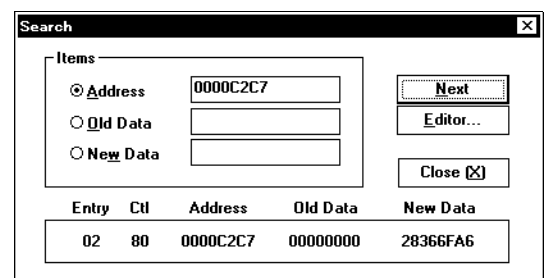 Search
Items
Address 0000C2C7
Old Data
New Data
Next
Editor...
Close (X)
Entry Ctl Address Old Data New Data
02 80 0000C2C7 00000000 28366FA6